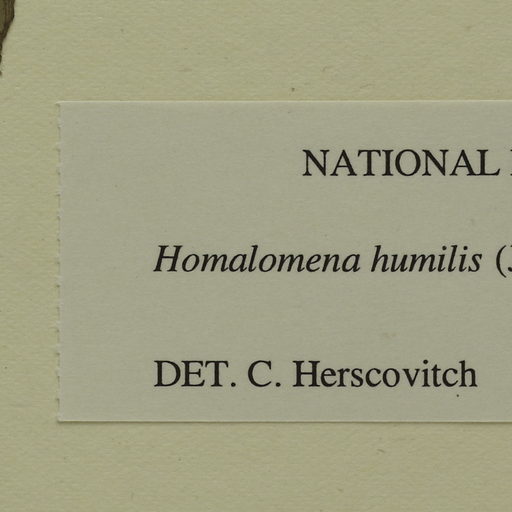 NATIONAL
Homalomena humilis (
DET. C. Herscovitch